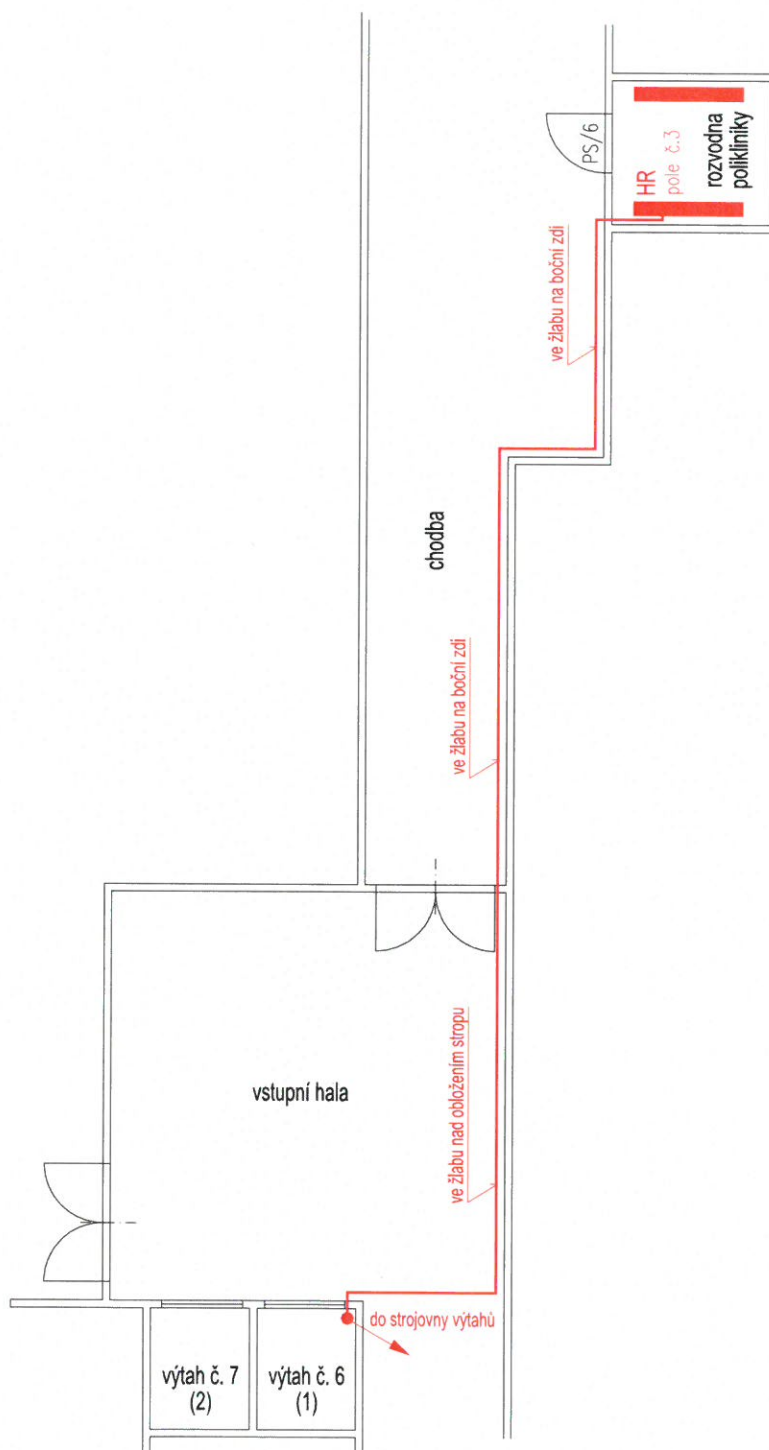 PS/6
HR
pole č.3
rozvodna
polikliniky
ve žlabu na boční zdi
chodba
ve žlabu na boční zdi
vstupní hala
ve žlabu nad obložením stropu
do strojovny výtahů
výtah č. 7
(2)
výtah č. 6
(1)